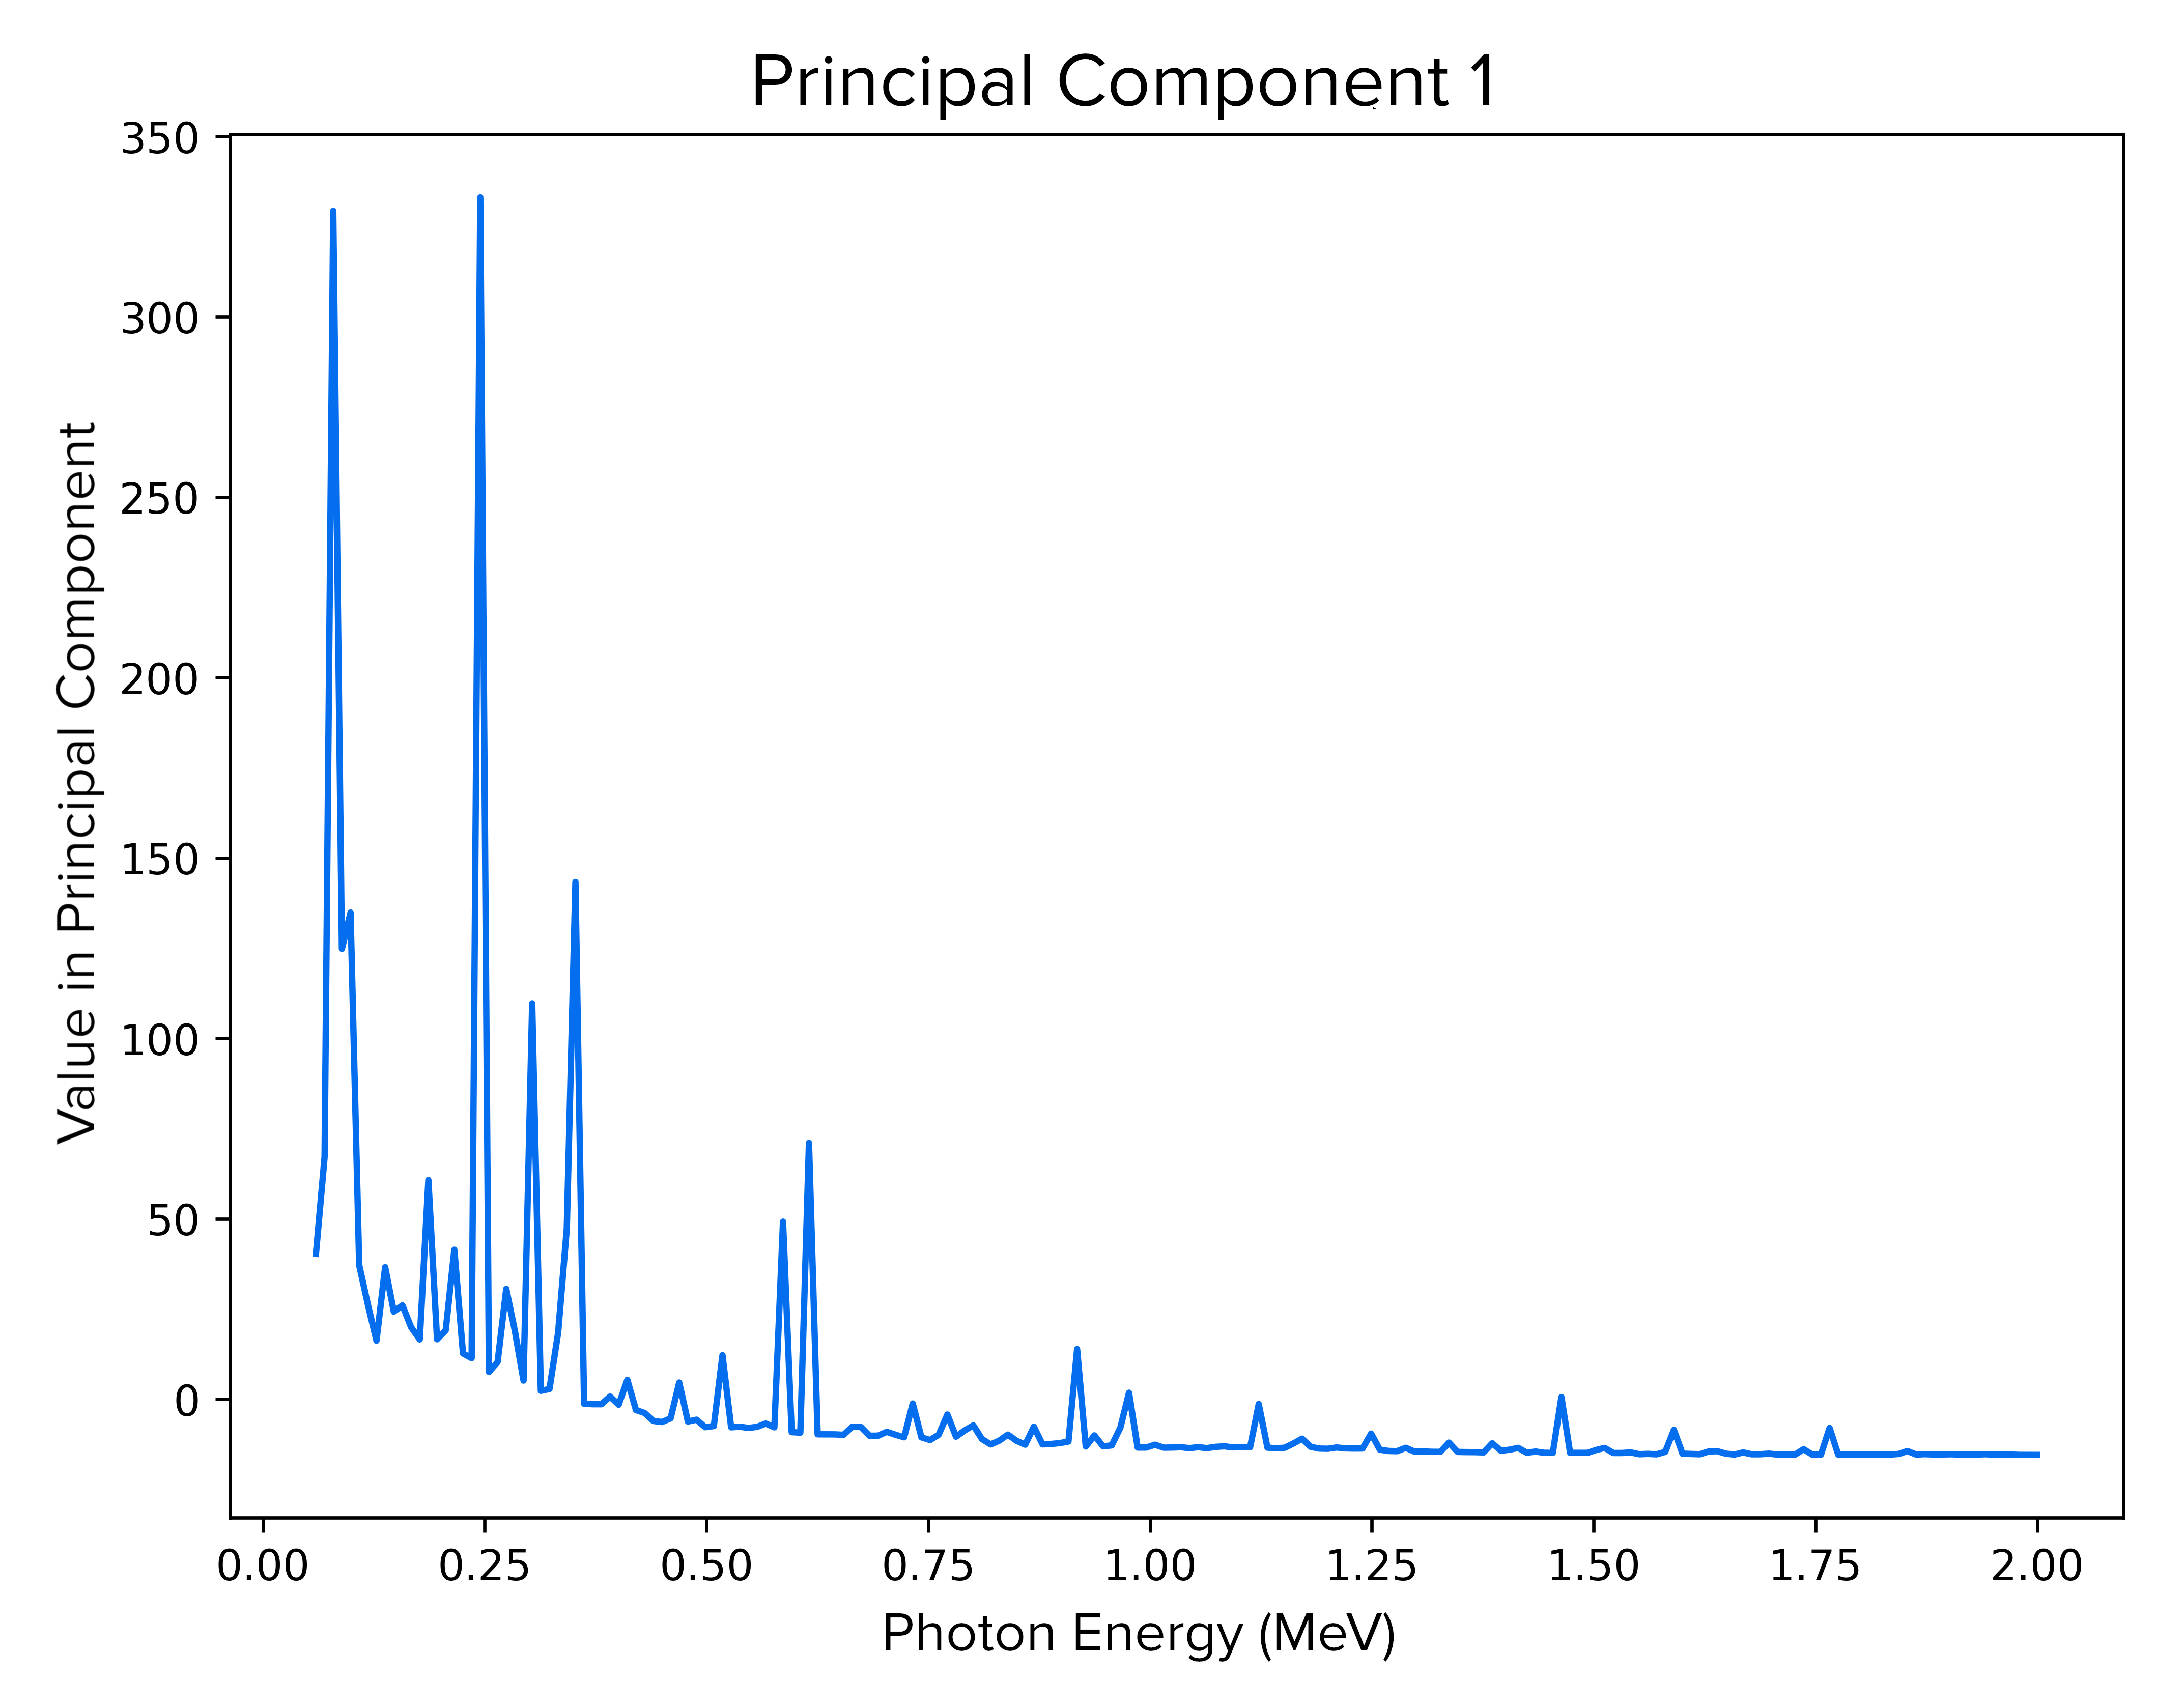 Principal Component 1
350
300
250
200
150
100
50
0
Value in Principal Component
0.00 0.25 0.50 0.75 1.00 1.25 1.50 1.75 2.00
Photon Energy (MeV)